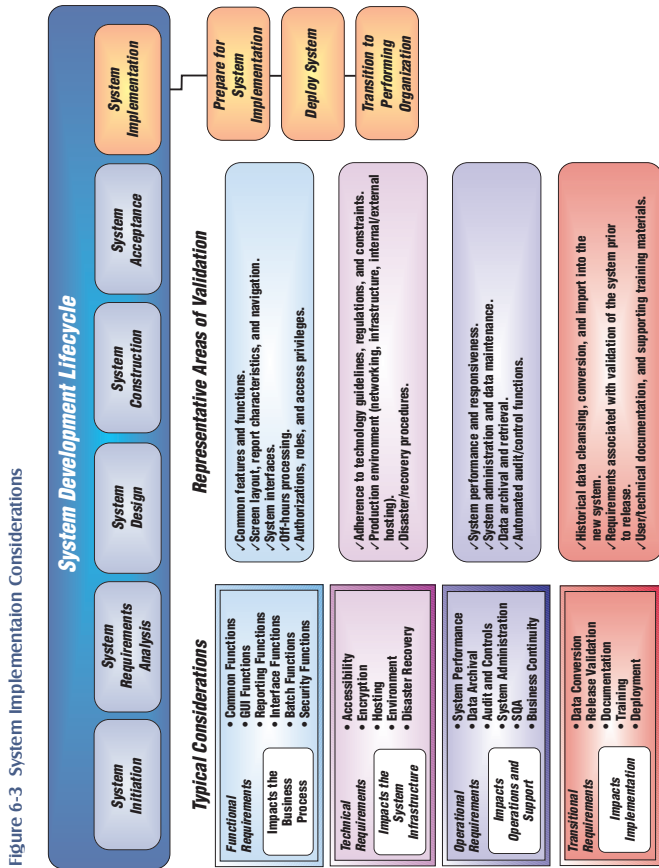 Figure 6-3 System Implementaion Considerations
System Development Lifecycle
System
Initiation
System
Requirements
Analysis
System
Design
System
Construction
System
Acceptance
System
Implementation
Prepare for
System
Implementation
Deploy System
Transition to
Performing
Organization
Typical Considerations
Representative Areas of Validation
Functional
Requirements
Impacts the
Business
Process
• Common Functions
• GUI Functions
• Reporting Functions
• Interface Functions
• Batch Functions
• Security Functions
✓Common features and functions.
✓Screen layout, report characteristics, and navigation.
✓System interfaces.
✓Off-hours processing.
✓Authorizations, roles, and access privileges.
Technical
Requirements
Impacts the
System
Infrastructure
• Accessibility
• Encryption
• Hosting
• Environment
• Disaster Recovery
✓Adherence to technology guidelines, regulations, and constraints.
✓Production environment (networking, infrastructure, internal/external
hosting).
✓Disaster/recovery procedures.
Operational
Requirements
Impacts
Operations and
Support
• System Performance
• Data Archival
• Audit and Controls
• System Administration
• SQA
• Business Continuity
✓System performance and responsiveness.
✓System administration and data maintenance.
✓Data archival and retrieval.
✓Automated audit/control functions.
Transitional
Requirements
Impacts
Implementation
• Data Conversion
• Release Validation
• Documentation
• Training
• Deployment
✓Historical data cleansing, conversion, and import into the
new system.
✓Requirements associated with validation of the system prior
to release.
✓User/technical documentation, and supporting training materials.